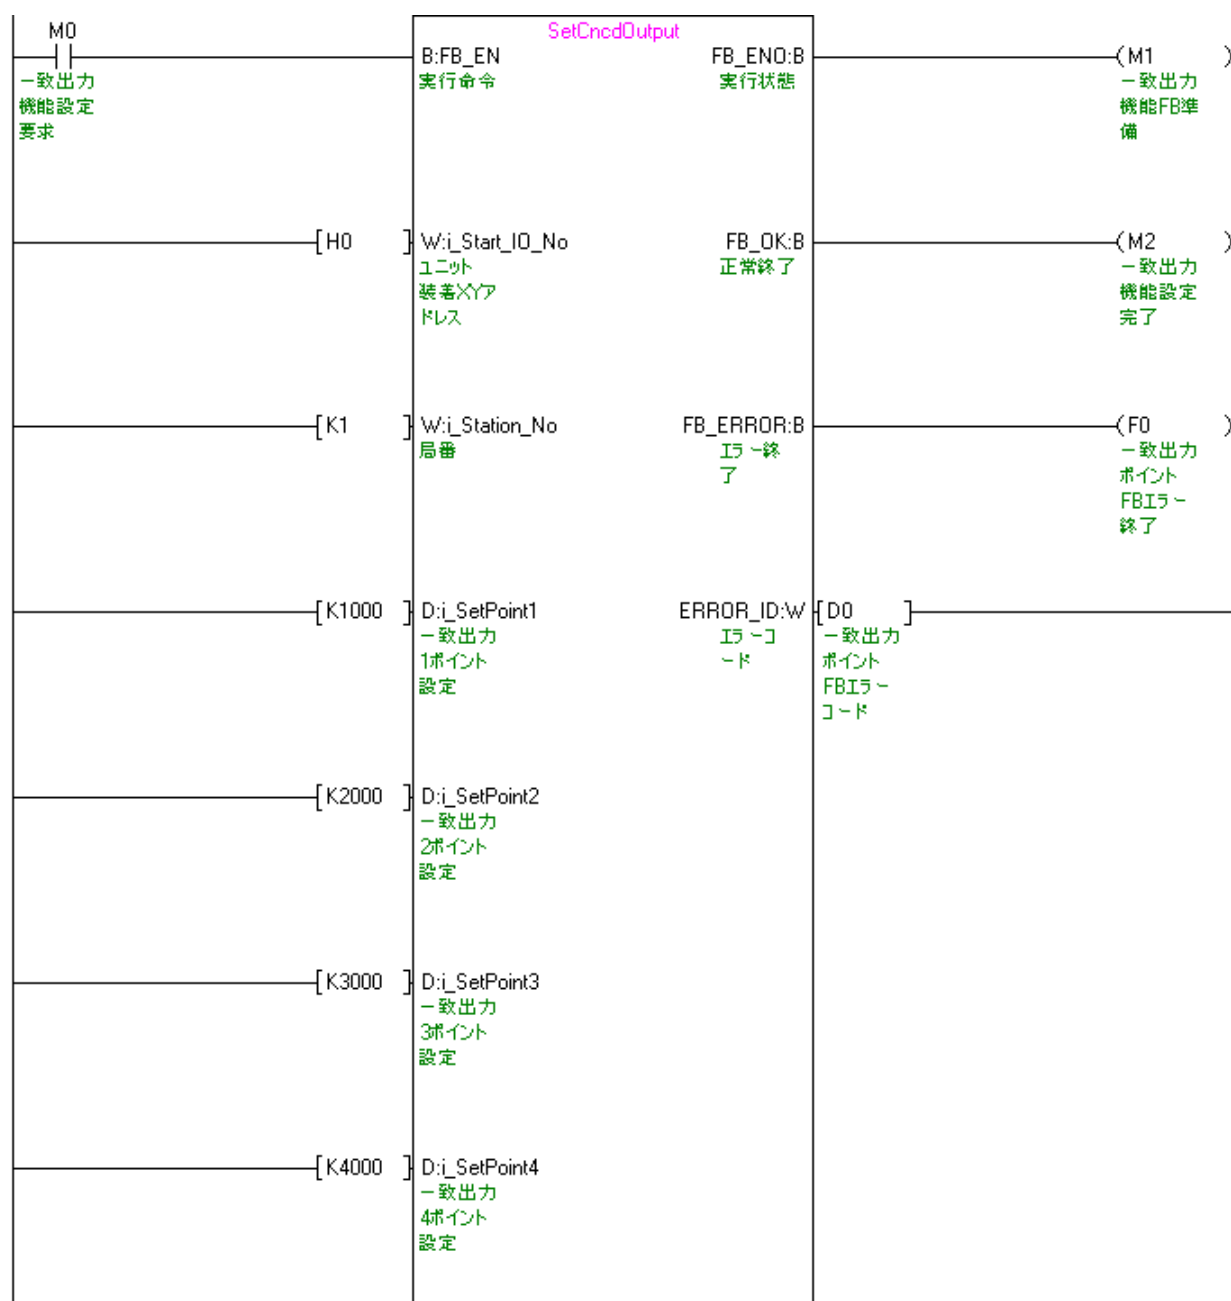 SetCncdOutput
M0
B:FB_EN
FB_ENO:B
(M1 )
一致出力
機能設定
要求
実行命令
実行状態
一致出力
機能FB準
備
[H0 ]
W:i_Start_IO_No
FB_OK:B
(M2 )
ユニット
装着XYア
ドレス
正常終了
一致出力
機能設定
完了
[K1 ]
W:i_Station_No
FB_ERROR:B
(F0 )
局番
エラー終
了
一致出力
ポイント
FBエラー
終了
[K1000 ]
D:i_SetPoint1
ERROR_ID:W
[D0 ]
一致出力
1ポイント
設定
エラーコ
ード
一致出力
ポイント
FBエラー
コード
[K2000 ]
D:i_SetPoint2
一致出力
2ポイント
設定
[K3000 ]
D:i_SetPoint3
一致出力
3ポイント
設定
[K4000 ]
D:i_SetPoint4
一致出力
4ポイント
設定